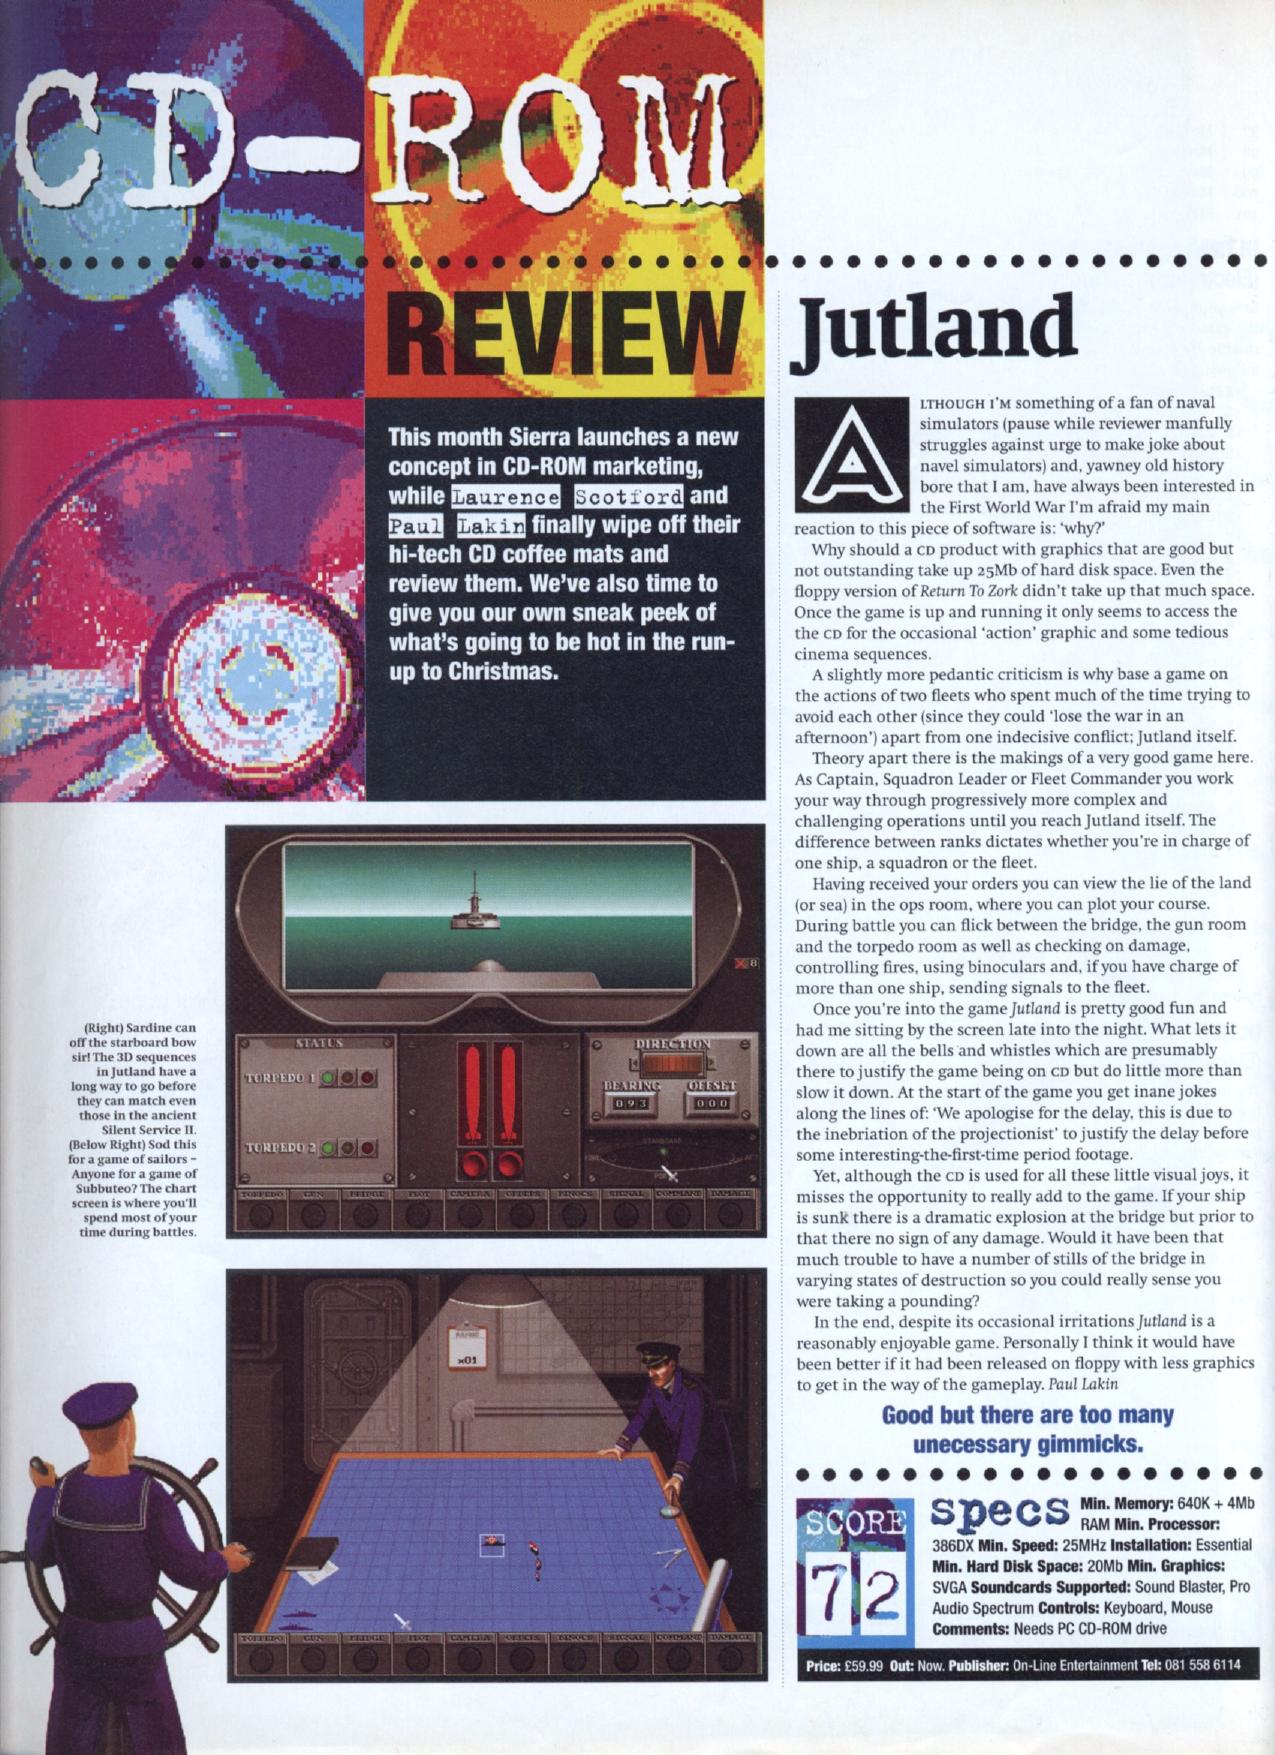 CD-ROM
REVIEW
This month Sierra launches a new
concept in CD-ROM marketing,
while Laurence Scotford and
Paul Lakin finally wipe off their
hi-tech CD coffee mats and
review them. We've also time to
give you our own sneak peek of
what's going to be hot in the run-
up to Christmas.
(Right) Sardine can
off the starboard bow
sir! The 3D sequences
in Jutland have a
long way to go before
they can match even
those in the ancient
Silent Service II.
(Below Right) Sod this
for a game of sailors –
Anyone for a game of
Subbuteo? The chart
screen is where you'll
spend most of your
time during battles.
8
STATUS
TORPEDO 1
TORPEDO 2
DIRECTION
BEARING OFFSET
093 000
STARBOARD
TORPEDO GUN BRIDGE PLOT CAMERA ORDERS BINOCS SIGNAL COMMAND DAMAGE
x01
TORPEDO GUN BRIDGE PLOT CAMERA ORDERS BINOCS SIGNAL COMMAND DAMAGE
Jutland
ALTHOUGH I'M something of a fan of naval
simulators (pause while reviewer manfully
struggles against urge to make joke about
navel simulators) and, yawney old history
bore that I am, have always been interested in
the First World War I'm afraid my main
reaction to this piece of software is: 'why?'
Why should a CD product with graphics that are good but
not outstanding take up 25Mb of hard disk space. Even the
floppy version of Return To Zork didn't take up that much space.
Once the game is up and running it only seems to access the
the CD for the occasional 'action' graphic and some tedious
cinema sequences.
A slightly more pedantic criticism is why base a game on
the actions of two fleets who spent much of the time trying to
avoid each other (since they could 'lose the war in an
afternoon') apart from one indecisive conflict; Jutland itself.
Theory apart there is the makings of a very good game here.
As Captain, Squadron Leader or Fleet Commander you work
your way through progressively more complex and
challenging operations until you reach Jutland itself. The
difference between ranks dictates whether you're in charge of
one ship, a squadron or the fleet.
Having received your orders you can view the lie of the land
(or sea) in the ops room, where you can plot your course.
During battle you can flick between the bridge, the gun room
and the torpedo room as well as checking on damage,
controlling fires, using binoculars and, if you have charge of
more than one ship, sending signals to the fleet.
Once you're into the game Jutland is pretty good fun and
had me sitting by the screen late into the night. What lets it
down are all the bells and whistles which are presumably
there to justify the game being on CD but do little more than
slow it down. At the start of the game you get inane jokes
along the lines of: 'We apologise for the delay, this is due to
the inebriation of the projectionist' to justify the delay before
some interesting-the-first-time period footage.
Yet, although the CD is used for all these little visual joys, it
misses the opportunity to really add to the game. If your ship
is sunk there is a dramatic explosion at the bridge but prior to
that there no sign of any damage. Would it have been that
much trouble to have a number of stills of the bridge in
varying states of destruction so you could really sense you
were taking a pounding?
In the end, despite its occasional irritations Jutland is a
reasonably enjoyable game. Personally I think it would have
been better if it had been released on floppy with less graphics
to get in the way of the gameplay. Paul Lakin
Good but there are too many
unecessary gimmicks.
SCORE
72
specs Min. Memory: 640K + 4Mb
RAM Min. Processor:
386DX Min. Speed: 25MHz Installation: Essential
Min. Hard Disk Space: 20Mb Min. Graphics:
SVGA Soundcards Supported: Sound Blaster, Pro
Audio Spectrum Controls: Keyboard, Mouse
Comments: Needs PC CD-ROM drive
Price: £59.99 Out: Now. Publisher: On-Line Entertainment Tel: 081 558 6114